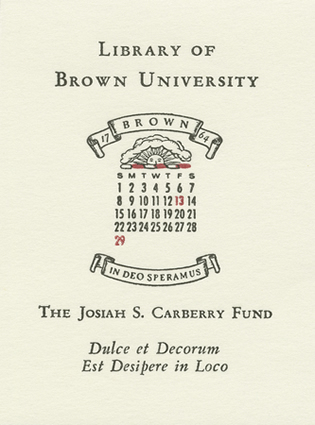 LIBRARY OF
BROWN UNIVERSITY
BROWN
17 64
S M T W T F S
1 2 3 4 5 6 7
8 9 10 11 12 13 14
15 16 17 18 19 20 21
22 23 24 25 26 27 28
29
IN DEO SPERAMUS
THE JOSIAH S. CARBERRY FUND
Dulce et Decorum
Est Desipere in Loco